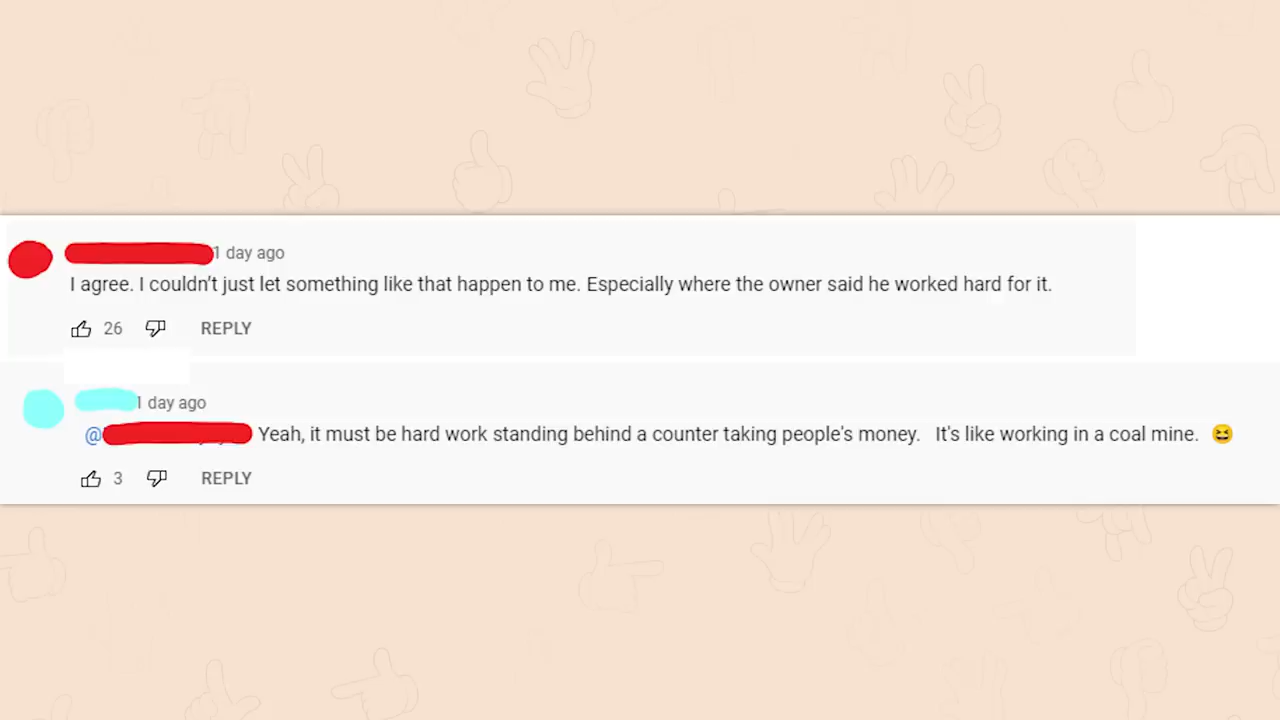 1 day ago
I agree. I couldn't just let something like that happen to me. Especially where the owner said he worked hard for it.
26 REPLY
1 day ago
@ Yeah, it must be hard work standing behind a counter taking people's money. It's like working in a coal mine. 😆
3 REPLY